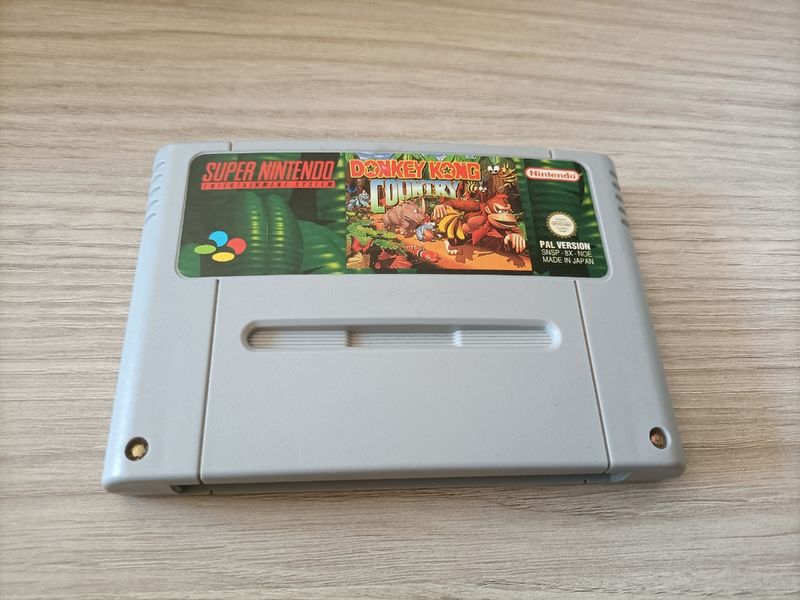 SUPER NINTENDO
ENTERTAINMENT SYSTEM
DONKEY KONG
COUNTRY
Nintendo
PAL VERSION
SNSP-8X-NOE
MADE IN JAPAN